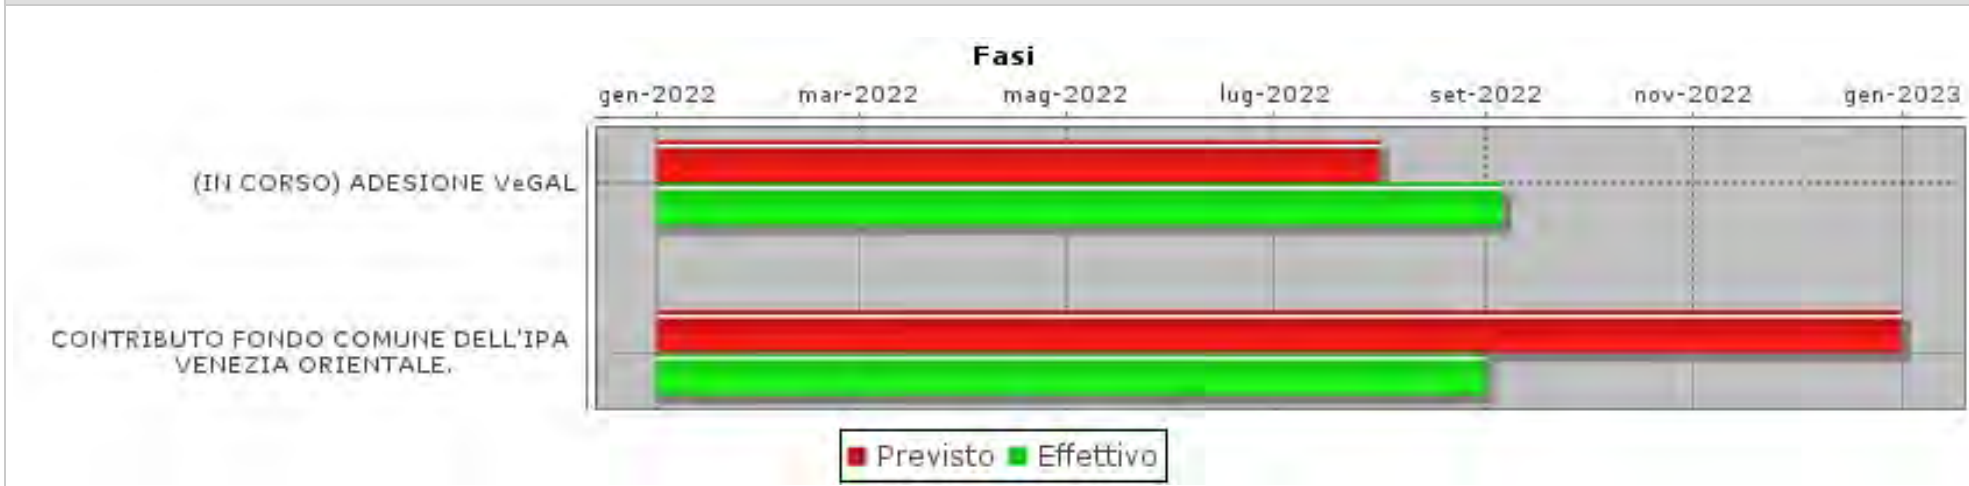 Fasi
gen-2022 mar-2022 mag-2022 lug-2022 set-2022 nov-2022 gen-2023
(IN CORSO) ADESIONE VeGAL
CONTRIBUTO FONDO COMUNE DELL'IPA
VENEZIA ORIENTALE.
Previsto Effettivo